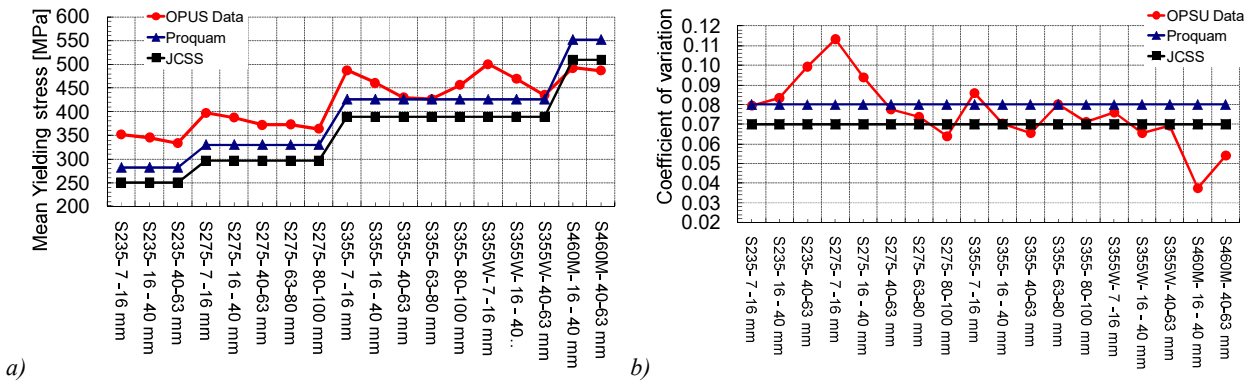 Mean Yielding stress [MPa]
600
550
500
450
400
350
300
250
200
OPUS Data
Proquam
JCSS
S235- 7 -16 mm
S235- 16 - 40 mm
S235- 40-63 mm
S275- 7 -16 mm
S275- 16 - 40 mm
S275- 40-63 mm
S275- 63-80 mm
S275- 80-100 mm
S355- 7 -16 mm
S355- 16 - 40 mm
S355- 40-63 mm
S355- 63-80 mm
S355- 80-100 mm
S355W- 7 -16 mm
S355W- 16 - 40..
S355W- 40-63 mm
S460M- 16 - 40 mm
S460M- 40-63 mm
a)
Coefficient of variation
0.12
0.11
0.10
0.09
0.08
0.07
0.06
0.05
0.04
0.03
0.02
OPSU Data
Proquam
JCSS
S235- 7 -16 mm
S235- 16 - 40 mm
S235- 40-63 mm
S275- 7 -16 mm
S275- 16 - 40 mm
S275- 40-63 mm
S275- 63-80 mm
S275- 80-100 mm
S355- 7 -16 mm
S355- 16 - 40 mm
S355- 40-63 mm
S355- 63-80 mm
S355- 80-100 mm
S355W- 7 -16 mm
S355W- 16 - 40 mm
S355W- 40-63 mm
S460M- 16 - 40 mm
S460M- 40-63 mm
b)